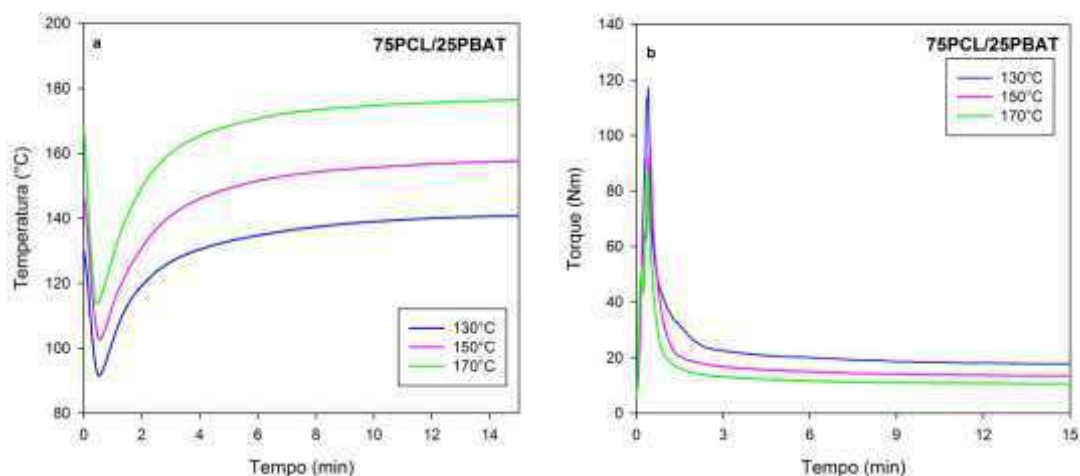 a
75PCL/25PBAT
Temperatura (°C)
200
180
160
140
120
100
80
130°C
150°C
170°C
0 2 4 6 8 10 12 14
Tempo (min)
b
75PCL/25PBAT
130°C
150°C
170°C
Torque (Nm)
140
120
100
80
60
40
20
0
0 3 6 9 12 15
Tempo (min)